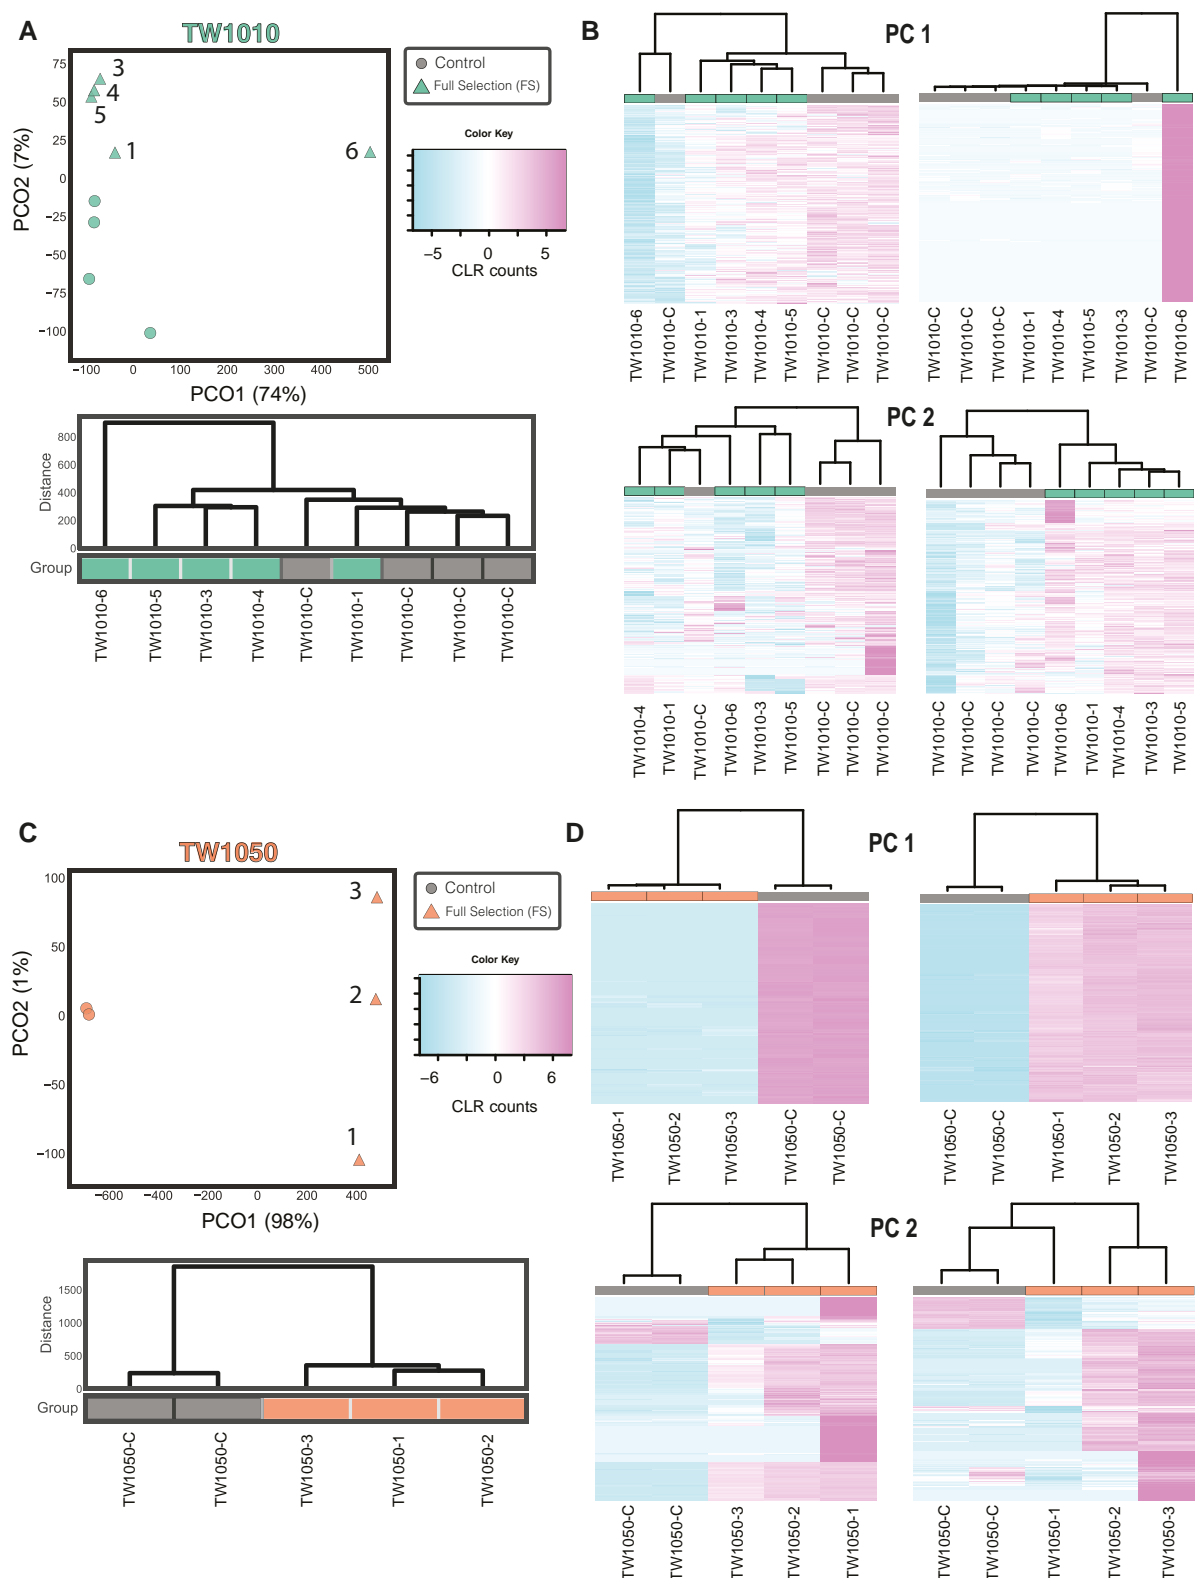 A
TW1010
75
50
25
0
−25
−50
−75
−100
PCO2 (7%)
3
4
5
1
6
−100
0
100
200
300
400
500
PCO1 (74%)
Control
Full Selection (FS)
Color Key
−5
0
5
CLR counts
800
600
400
200
0
Distance
Group
TW1010-6
TW1010-5
TW1010-3
TW1010-4
TW1010-C
TW1010-1
TW1010-C
TW1010-C
TW1010-C
B
PC 1
TW1010-6
TW1010-C
TW1010-1
TW1010-3
TW1010-4
TW1010-5
TW1010-C
TW1010-C
TW1010-C
TW1010-C
TW1010-C
TW1010-C
TW1010-1
TW1010-4
TW1010-5
TW1010-3
TW1010-C
TW1010-6
PC 2
TW1010-4
TW1010-1
TW1010-C
TW1010-6
TW1010-3
TW1010-5
TW1010-C
TW1010-C
TW1010-C
TW1010-C
TW1010-C
TW1010-C
TW1010-C
TW1010-6
TW1010-1
TW1010-4
TW1010-3
TW1010-5
C
TW1050
100
50
0
−50
−100
PCO2 (1%)
3
2
1
−600
−400
−200
0
200
400
PCO1 (98%)
Control
Full Selection (FS)
Color Key
−6
0
6
CLR counts
1500
1000
500
0
Distance
Group
TW1050-C
TW1050-C
TW1050-3
TW1050-1
TW1050-2
D
PC 1
TW1050-1
TW1050-2
TW1050-3
TW1050-C
TW1050-C
TW1050-C
TW1050-C
TW1050-1
TW1050-2
TW1050-3
PC 2
TW1050-C
TW1050-C
TW1050-3
TW1050-2
TW1050-1
TW1050-C
TW1050-C
TW1050-1
TW1050-2
TW1050-3